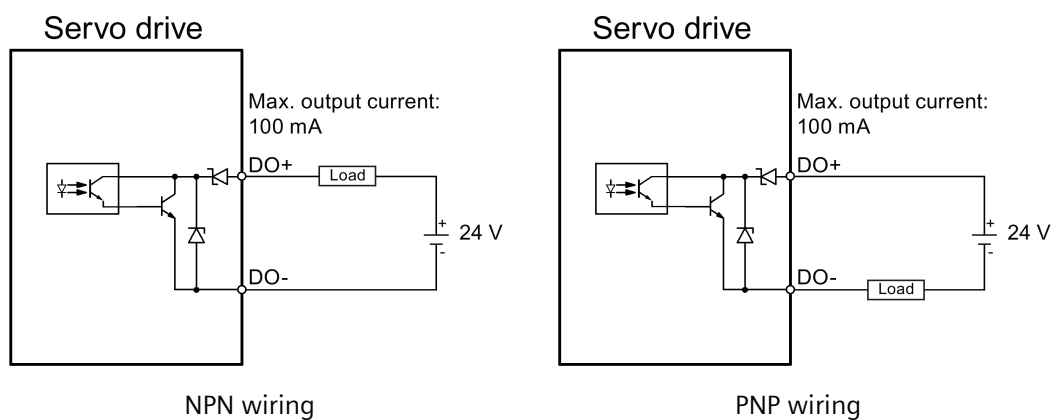 Servo drive
Max. output current:
100 mA
DO+
Load
+
24 V
-
DO-
NPN wiring
Servo drive
Max. output current:
100 mA
DO+
+
24 V
-
DO-
Load
PNP wiring